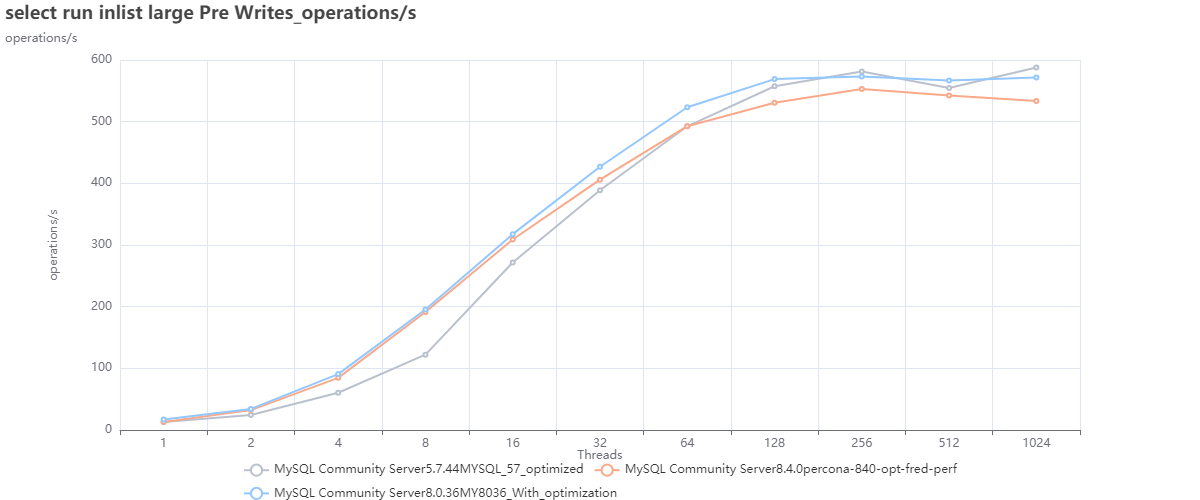 select run inlist large Pre Writes_operations/s
operations/s
600
500
400
300
200
100
0
operations/s
1 2 4 8 16 32 64 128 256 512 1024
Threads
MySQL Community Server5.7.44MYSQL_57_optimized MySQL Community Server8.4.0percona-840-opt-fred-perf
MySQL Community Server8.0.36MY8036_With_optimization